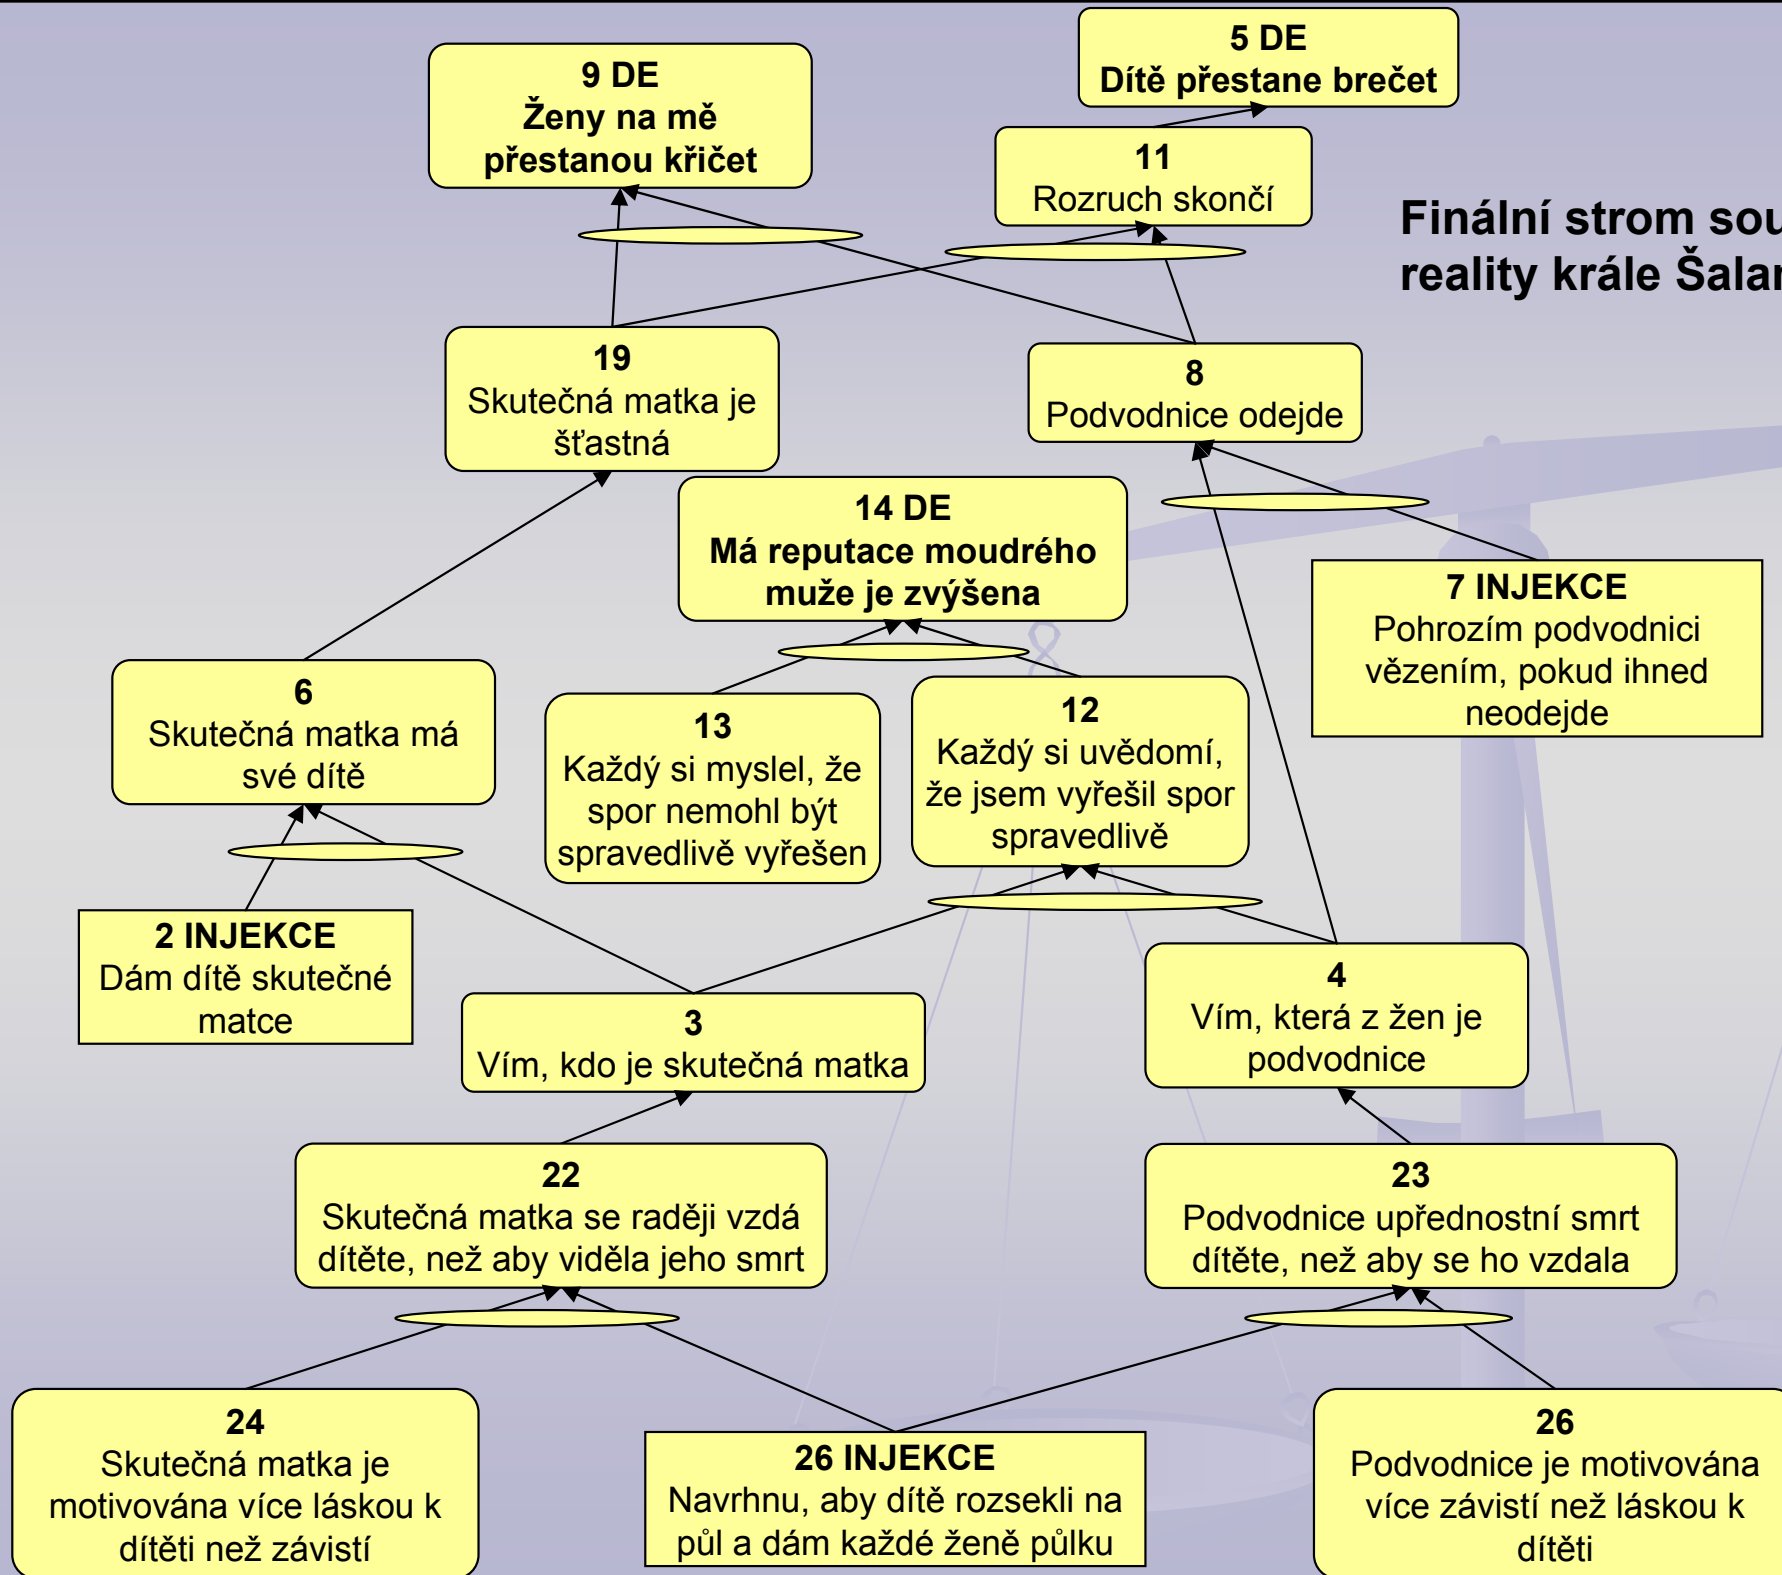 5 DE
Dítě přestane brečet
9 DE
Ženy na mě
přestanou křičet
11
Rozruch skončí
Finální strom
reality krále
19
Skutečná matka je
šťastná
8
Podvodnice odejde
14 DE
Má reputace moudrého
muže je zvýšena
7 INJEKCE
Pohrozím podvodnici
vězením, pokud ihned
neodejde
6
Skutečná matka má
své dítě
13
Každý si myslel, že
spor nemohl být
spravedlivě vyřešen
12
Každý si uvědomí,
že jsem vyřešil spor
spravedlivě
2 INJEKCE
Dám dítě skutečné
matce
3
Vím, kdo je skutečná matka
4
Vím, která z žen je
podvodnice
22
Skutečná matka se raději vzdá
dítěte, než aby viděla jeho smrt
23
Podvodnice upřednostní smrt
dítěte, než aby se ho vzdala
24
Skutečná matka je
motivována více láskou k
dítěti než závistí
26 INJEKCE
Navrhnu, aby dítě rozsekli na
půl a dám každé ženě půlku
26
Podvodnice je motivována
více závistí než láskou k
dítěti